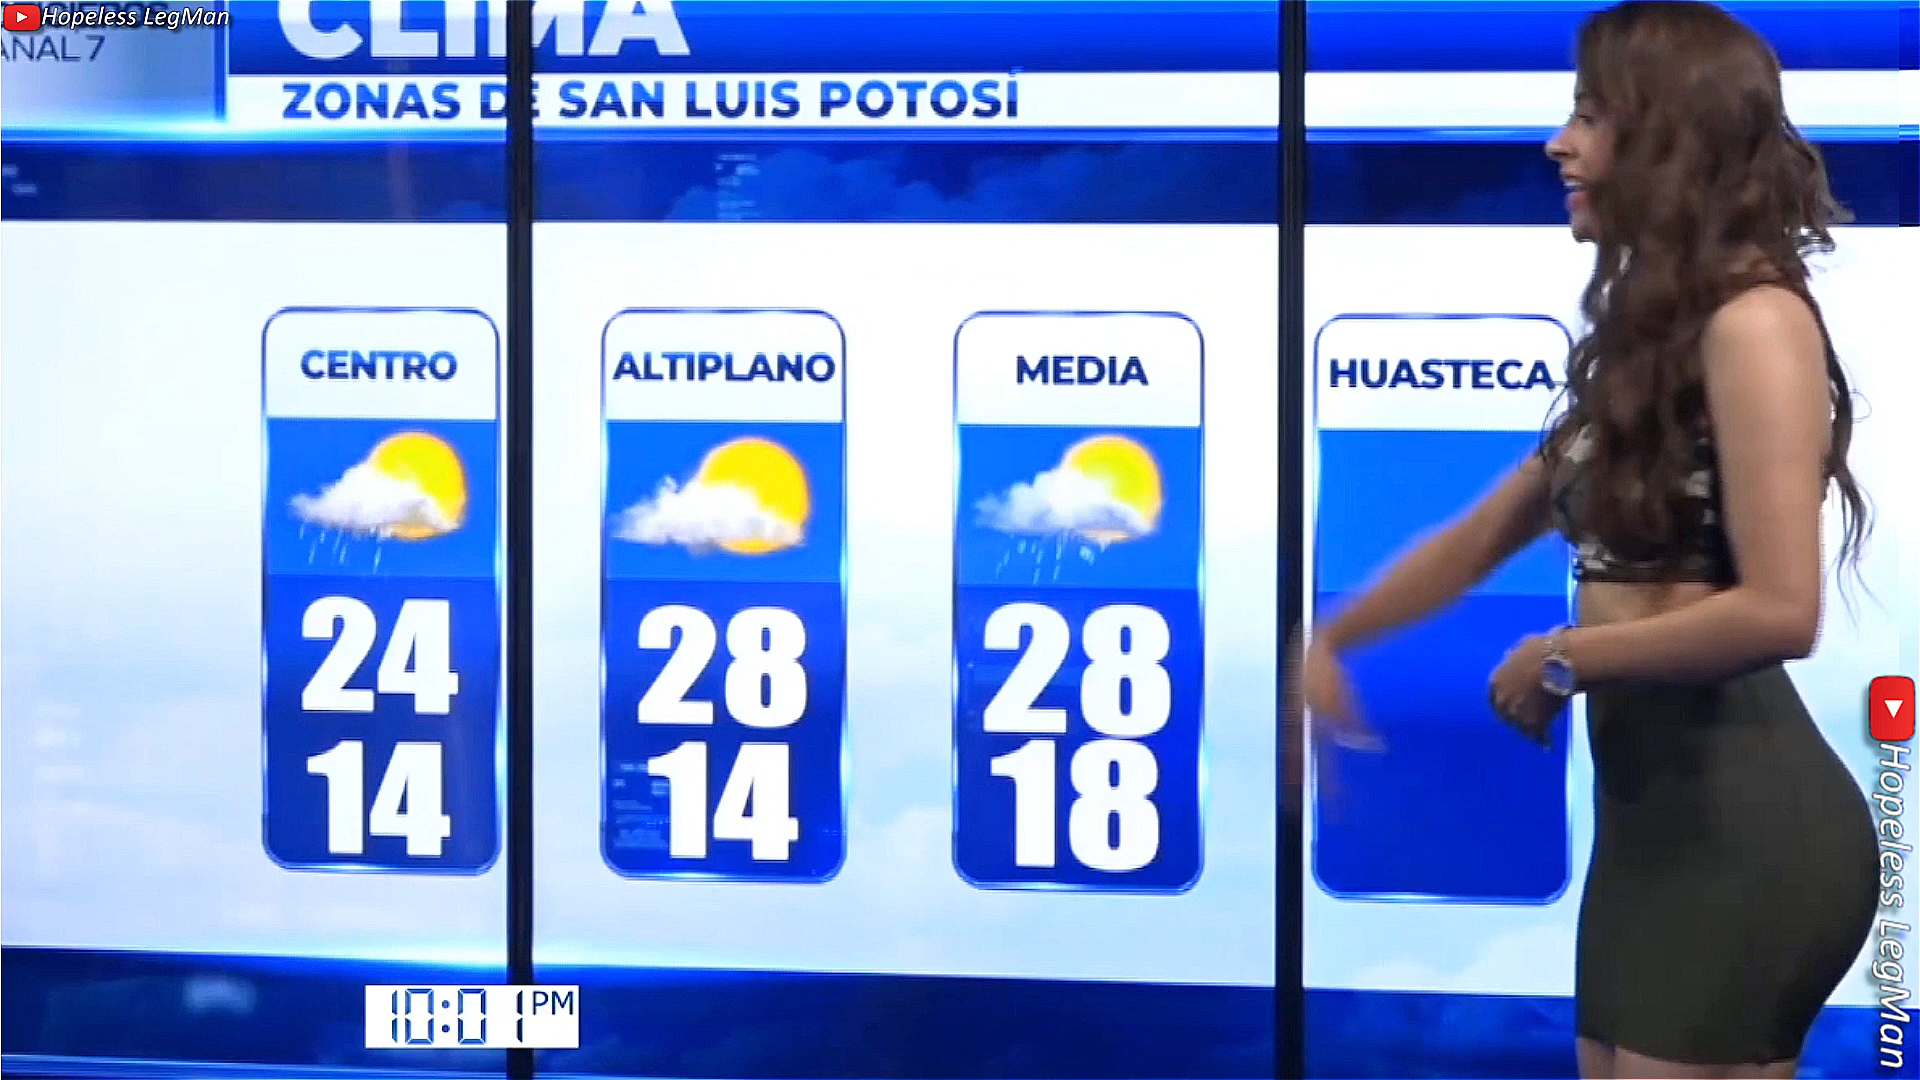 Hopeless LegMan
ANAL 7
CLIMA
ZONAS DE SAN LUIS POTOSÍ
CENTRO
24
14
ALTIPLANO
28
14
MEDIA
28
18
HUASTECA
10:01 PM
Hopeless LegMan